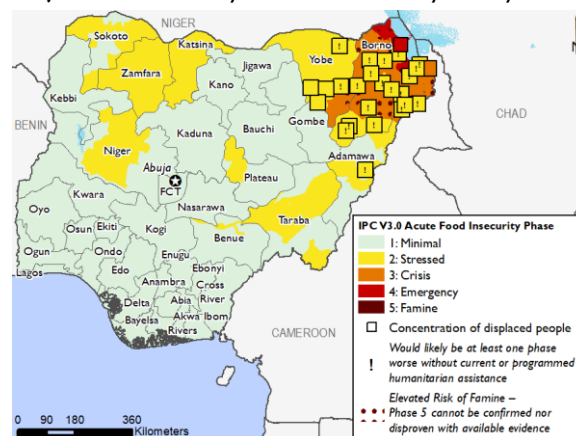 NIGER
Sokoto
Katsina
Borno
Yobe
Zamfara
Jigawa
Kano
Kebbi
CHAD
BENIN
Gombe
Kaduna
Bauchi
Niger
Adamawa
Abuja
FCT
Plateau
Kwara
Nasarawa
Oyo
Taraba
Osun
Ekiti
Kogi
Benue
Ogun
Ondo
Enugu
Lagos
Edo
Ebonyi
Anambra
Cross
River
Delta
Abia
Bayelsa
Akwa Ibom
Rivers
CAMEROON
IPC V3.0 Acute Food Insecurity Phase
1: Minimal
2: Stressed
3: Crisis
4: Emergency
5: Famine
Concentration of displaced people
! Would likely be at least one phase
worse without current or programmed
humanitarian assistance
Elevated Risk of Famine –
Phase 5 cannot be confirmed nor
disproven with available evidence
0 90 180 360
Kilometers